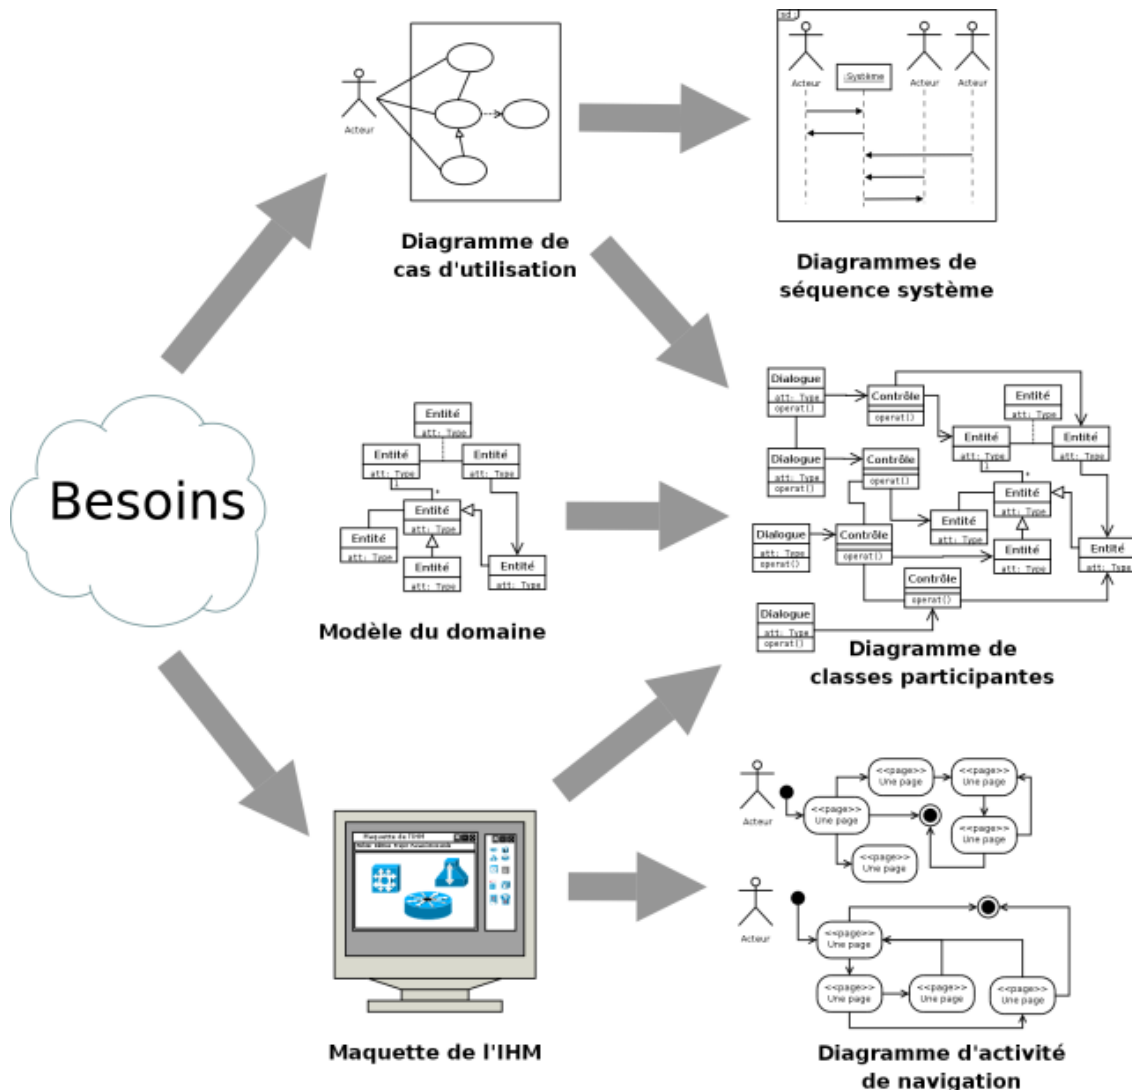 sd
Acteur
:Système
Acteur
Acteur
Acteur
Diagramme de
cas d'utilisation
Diagrammes de
séquence système
Besoins
Entité
att: Type
Entité
att: Type
Entité
att: Type
1
*
Entité
att: Type
Entité
att: Type
Entité
att: Type
Entité
att: Type
Modèle du domaine
Dialogue
att: Type
operat()
Contrôle
operat()
Entité
att: Type
Entité
att: Type
Entité
att: Type
Dialogue
att: Type
operat()
Contrôle
operat()
1
*
Entité
att: Type
Entité
att: Type
Dialogue
att: Type
operat()
Contrôle
operat()
Entité
att: Type
Entité
att: Type
Contrôle
operat()
Dialogue
att: Type
operat()
Diagramme de
classes participantes
Maquette de l'IHM
Maquette de l'IHM
Acteur
<<page>>
Une page
<<page>>
Une page
<<page>>
Une page
<<page>>
Une page
<<page>>
Une page
Acteur
<<page>>
Une page
<<page>>
Une page
<<page>>
Une page
<<page>>
Une page
Diagramme d'activité
de navigation